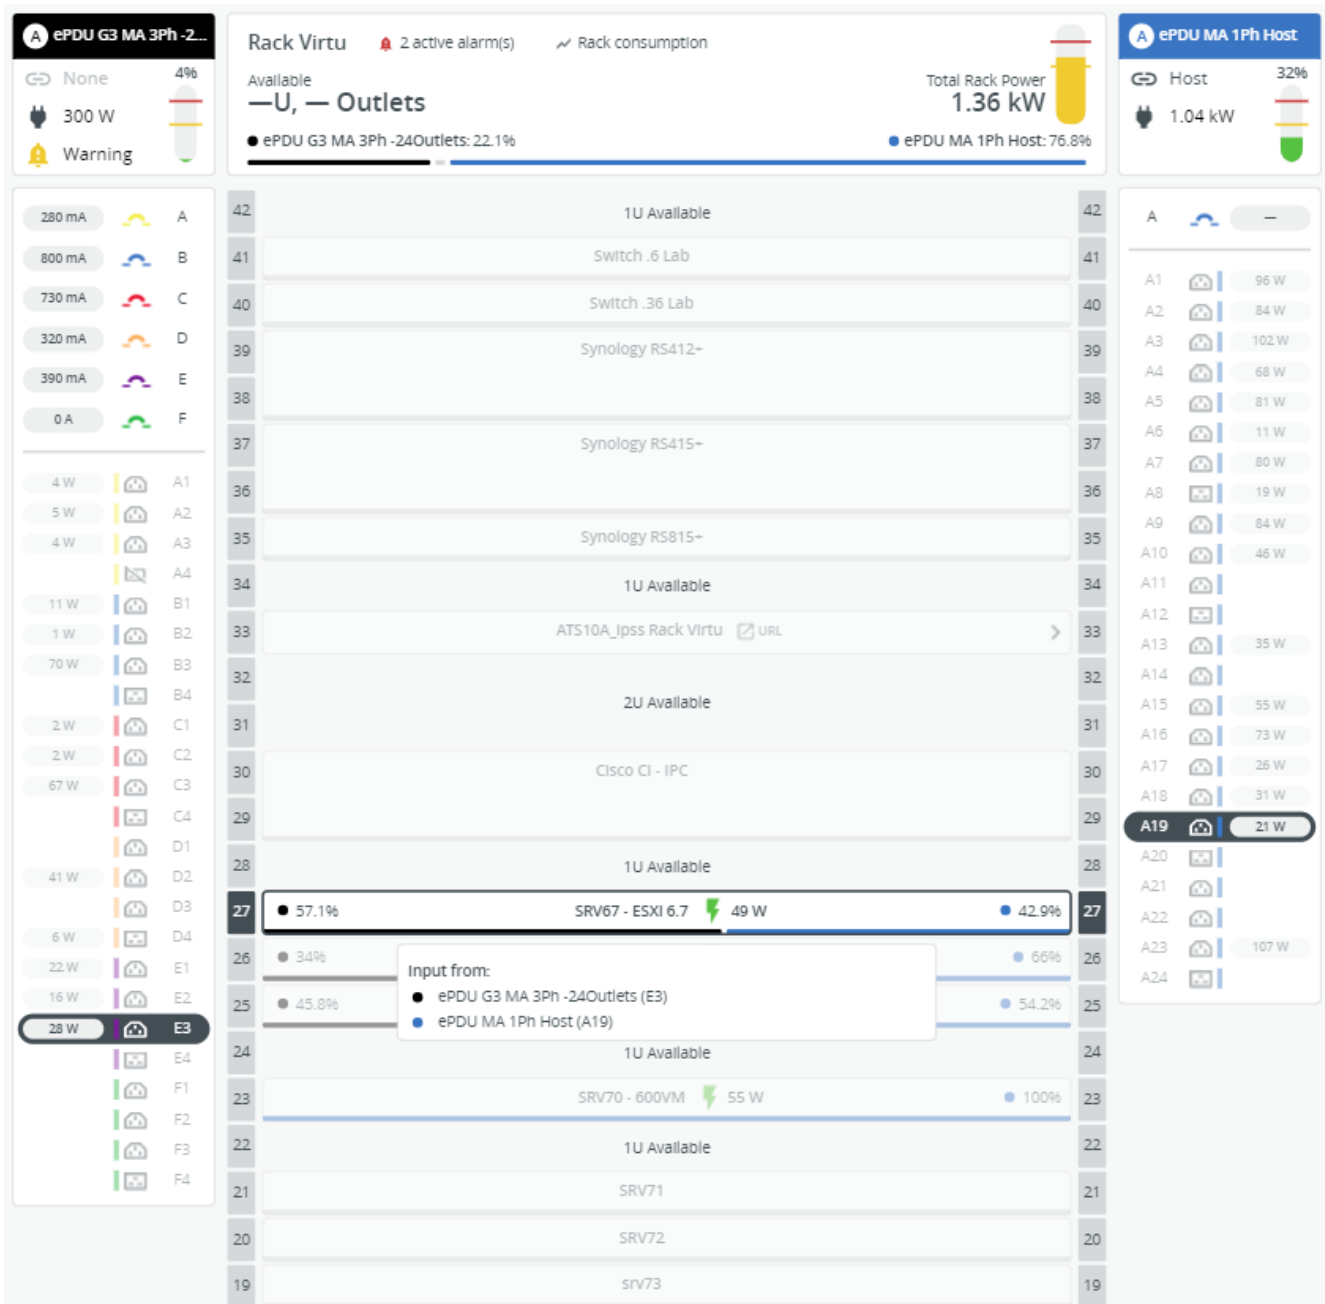 A ePDU G3 MA 3Ph -2...
None
4%
300 W
Warning
Rack Virtu
2 active alarm(s)
Rack consumption
Available
—U, — Outlets
Total Rack Power
1.36 kW
ePDU G3 MA 3Ph -24Outlets: 22.1%
ePDU MA 1Ph Host: 76.8%
A ePDU MA 1Ph Host
Host
32%
1.04 kW
280 mA A
800 mA B
730 mA C
320 mA D
390 mA E
0 A F
4 W A1
5 W A2
4 W A3
A4
11 W B1
1 W B2
70 W B3
B4
2 W C1
2 W C2
67 W C3
C4
D1
41 W D2
D3
6 W D4
22 W E1
16 W E2
28 W E3
E4
F1
F2
F3
F4
42 1U Available 42
41 Switch .6 Lab 41
40 Switch .36 Lab 40
39 Synology RS412+ 39
38 38
37 Synology RS415+ 37
36 36
35 Synology RS815+ 35
34 1U Available 34
33 ATS10A_Ipss Rack Virtu URL 33
32 32
2U Available
31 31
30 Cisco CI - IPC 30
29 29
28 1U Available 28
27 57.1% SRV67 - ESXI 6.7 49 W 42.9% 27
26 34% 66% 26
25 45.8% 54.2% 25
Input from:
ePDU G3 MA 3Ph -24Outlets (E3)
ePDU MA 1Ph Host (A19)
24 1U Available 24
23 SRV70 - 600VM 55 W 100% 23
22 1U Available 22
21 SRV71 21
20 SRV72 20
19 srv73 19
A —
A1 96 W
A2 84 W
A3 102 W
A4 68 W
A5 81 W
A6 11 W
A7 80 W
A8 19 W
A9 84 W
A10 46 W
A11
A12
A13 35 W
A14
A15 55 W
A16 73 W
A17 26 W
A18 31 W
A19 21 W
A20
A21
A22
A23 107 W
A24